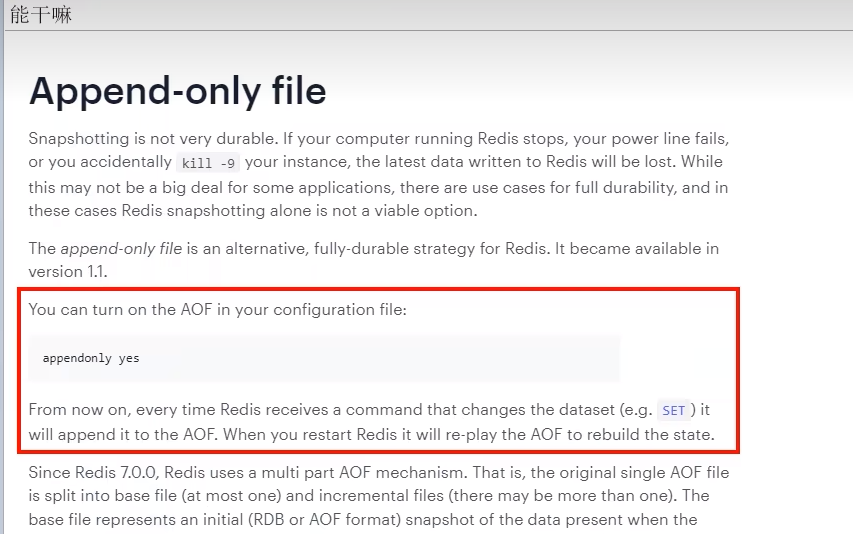 能干嘛
Append-only file
Snapshotting is not very durable. If your computer running Redis stops, your power line fails,
or you accidentally kill -9 your instance, the latest data written to Redis will be lost. While
this may not be a big deal for some applications, there are use cases for full durability, and in
these cases Redis snapshotting alone is not a viable option.
The append-only file is an alternative, fully-durable strategy for Redis. It became available in
version 1.1.
You can turn on the AOF in your configuration file:
appendonly yes
From now on, every time Redis receives a command that changes the dataset (e.g. SET) it
will append it to the AOF. When you restart Redis it will re-play the AOF to rebuild the state.
Since Redis 7.0.0, Redis uses a multi part AOF mechanism. That is, the original single AOF file
is split into base file (at most one) and incremental files (there may be more than one). The
base file represents an initial (RDB or AOF format) snapshot of the data present when the